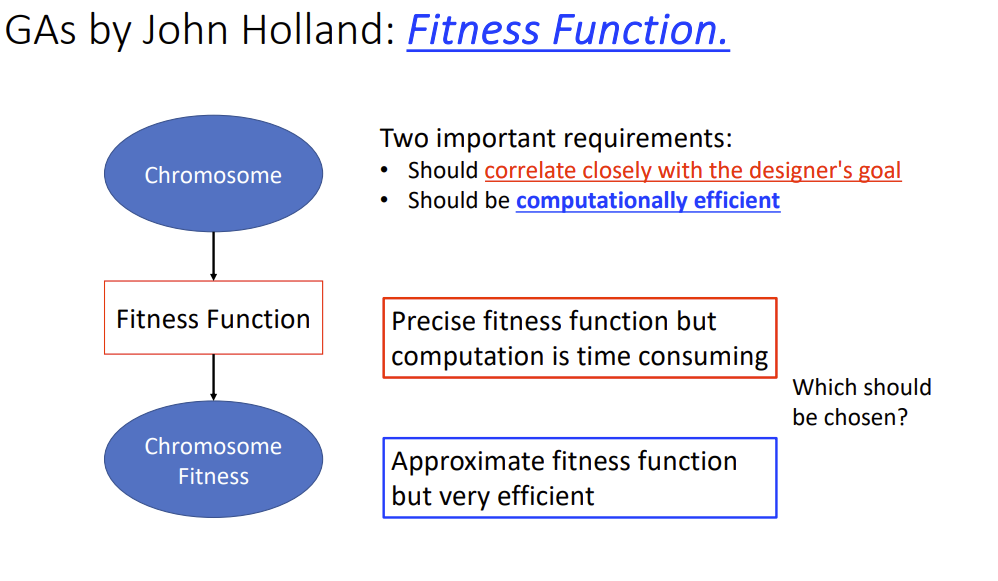 GAs by John Holland: Fitness Function.
Chromosome
Two important requirements:
• Should correlate closely with the designer's goal
• Should be computationally efficient
Fitness Function
Precise fitness function but
computation is time consuming
Which should
be chosen?
Chromosome
Fitness
Approximate fitness function
but very efficient